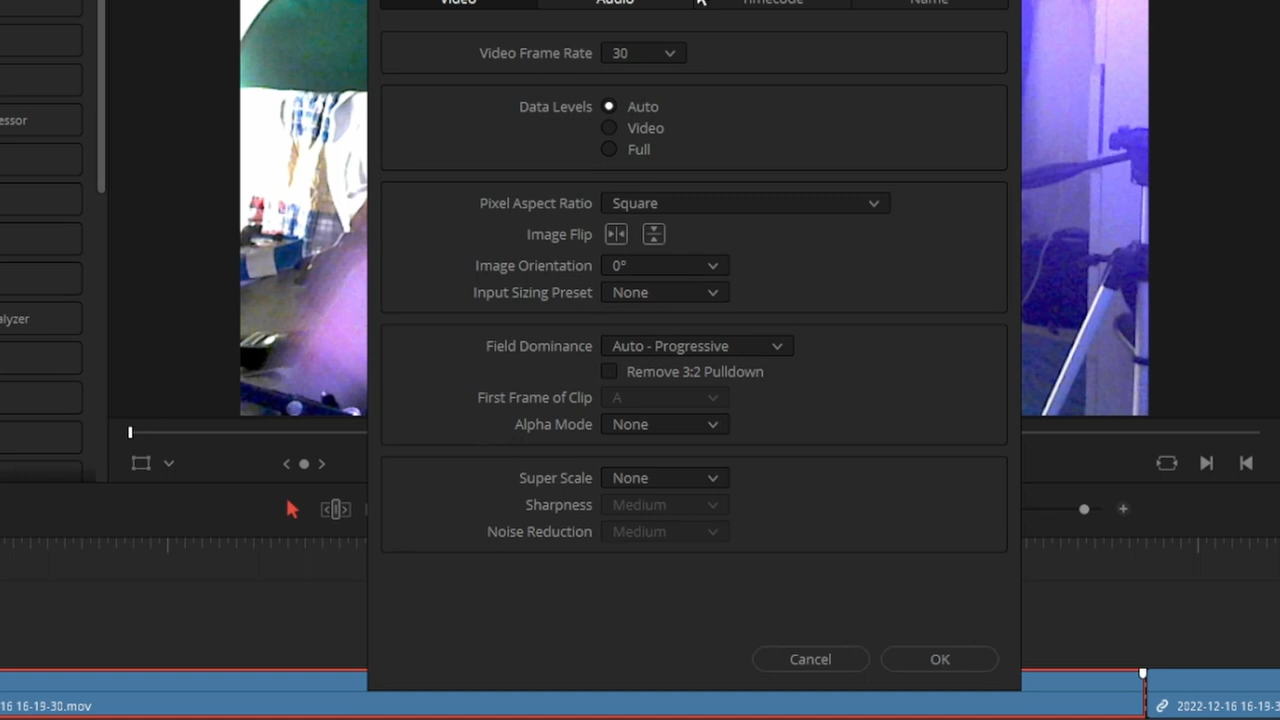 Video Audio Timecode Name
Video Frame Rate 30
essor
Data Levels Auto
Video
Full
Pixel Aspect Ratio Square
Image Flip
Image Orientation 0°
Input Sizing Preset None
alyzer
Field Dominance Auto - Progressive
Remove 3:2 Pulldown
First Frame of Clip A
Alpha Mode None
Super Scale None
Sharpness Medium
Noise Reduction Medium
Cancel OK
16 16-19-30.mov 2022-12-16 16-19-3